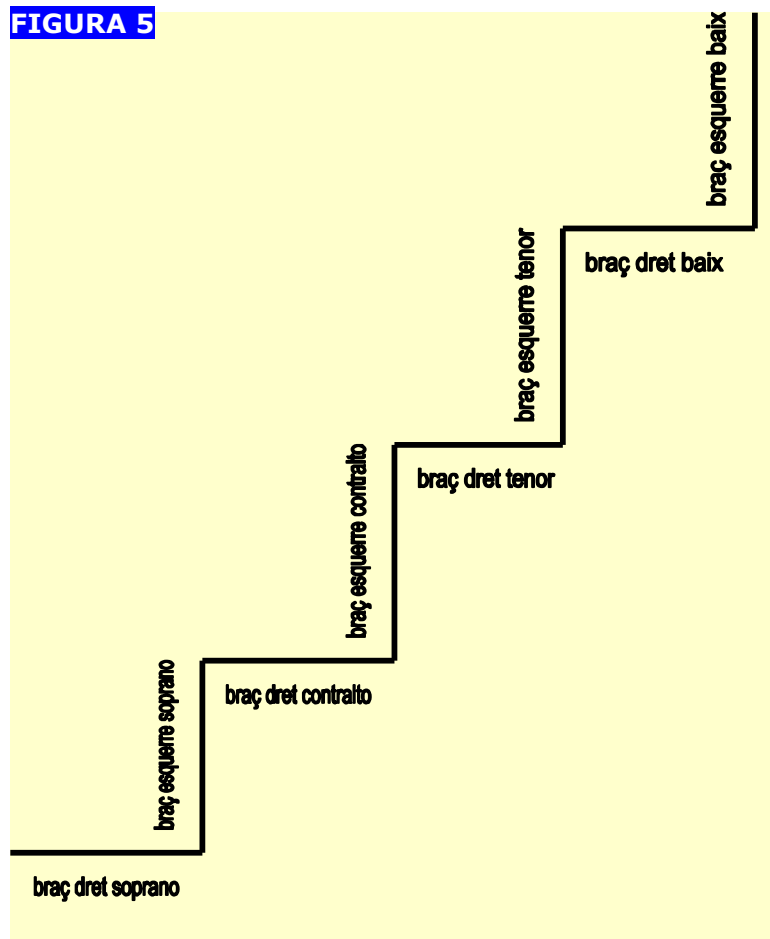 FIGURA 5
braç esquerre baix
braç dret baix
braç esquerre tenor
braç dret tenor
braç esquerre contralto
braç dret contralto
braç esquerre soprano
braç dret soprano